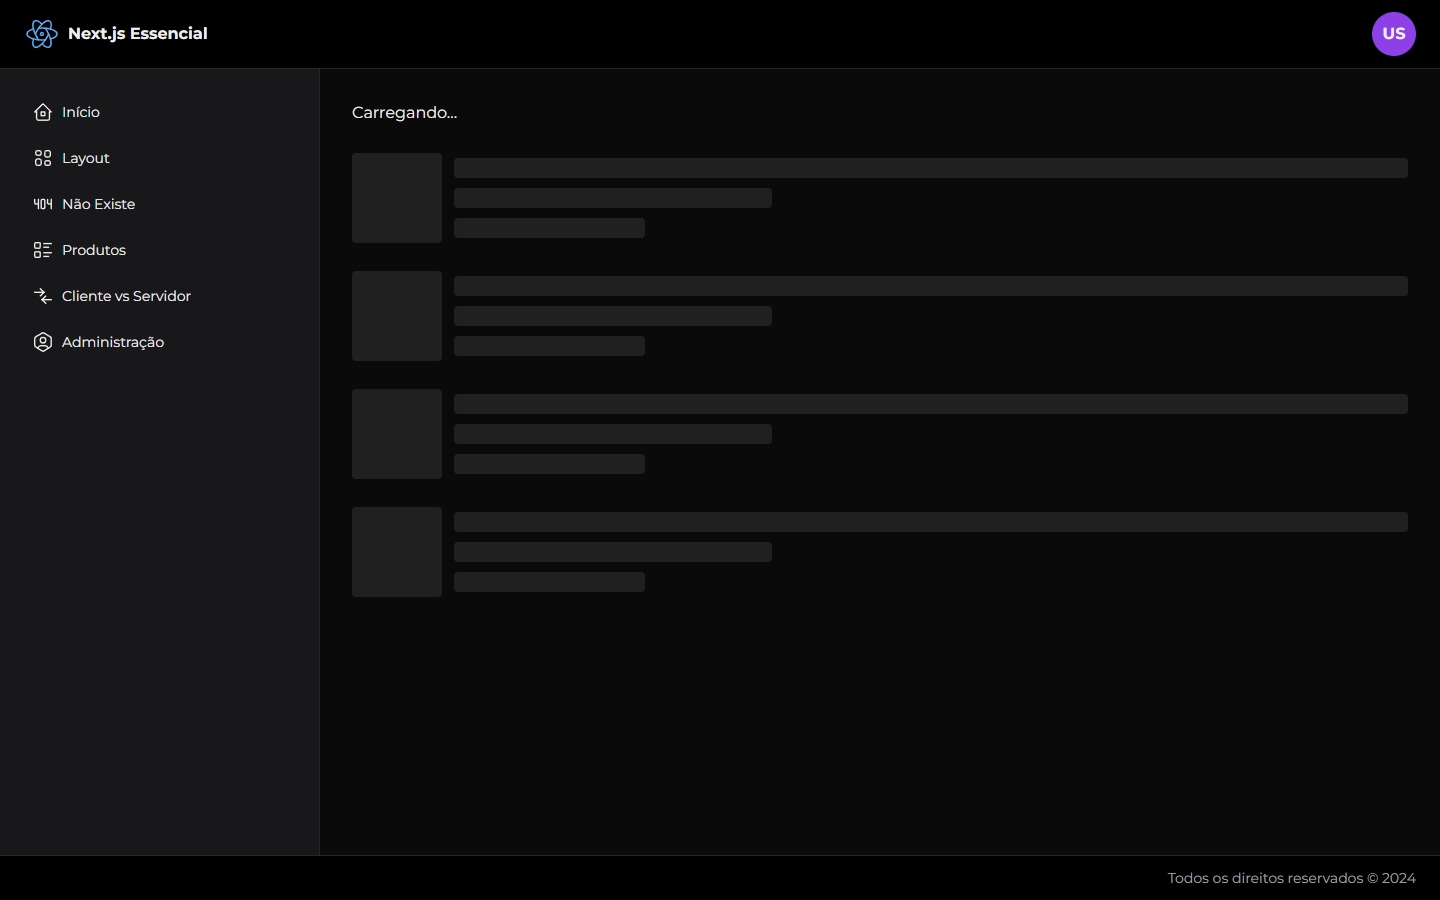 Next.js Essencial
US
Início
Layout
404 Não Existe
Produtos
Cliente vs Servidor
Administração
Carregando...
Todos os direitos reservados © 2024